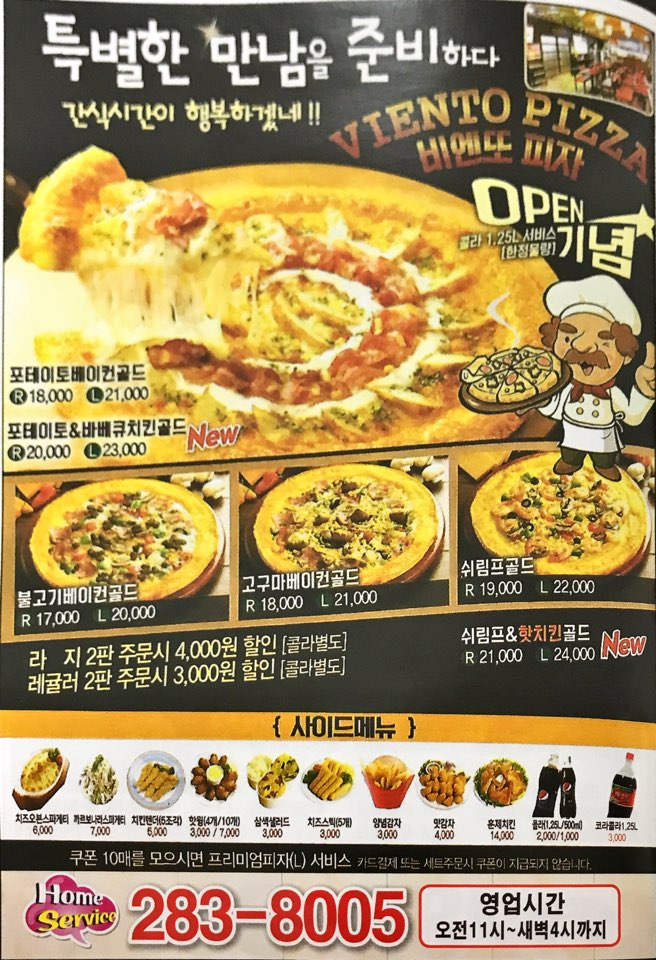 특별한 만남을 준비하다
간식시간이 행복하겠네!!
VIENTO PIZZA
비엔또 피자
OPEN
콜라 1.25L 서비스
[한정물량]
기념
포테이토베이컨골드
R 18,000 L 21,000
포테이토&바베큐치킨골드 New
R 20,000 L 23,000
불고기베이컨골드
R 17,000 L 20,000
고구마베이컨골드
R 18,000 L 21,000
쉬림프골드
R 19,000 L 22,000
쉬림프&핫치킨골드
R 21,000 L 24,000 New
라 지 2판 주문시 4,000원 할인 [콜라별도]
레귤러 2판 주문시 3,000원 할인 [콜라별도]
{ 사이드메뉴 }
치즈오븐스파게티
6,000
까르보나라스파게티
7,000
치킨텐더(6조각)
5,000
핫윙(4개/10개)
3,000 / 7,000
삼색샐러드
3,000
치즈스틱(5개)
3,000
양념감자
3,000
맛감자
4,000
훈제치킨
14,000
콜라(1.25L/500ml)
2,000/1,000
코카콜라1.25L
3,000
쿠폰 10매를 모으시면 프리미엄피자(L) 서비스 카드결제 또는 세트주문시 쿠폰이 지급되지 않습니다.
Home
Service
283-8005
영업시간
오전11시~새벽4시까지